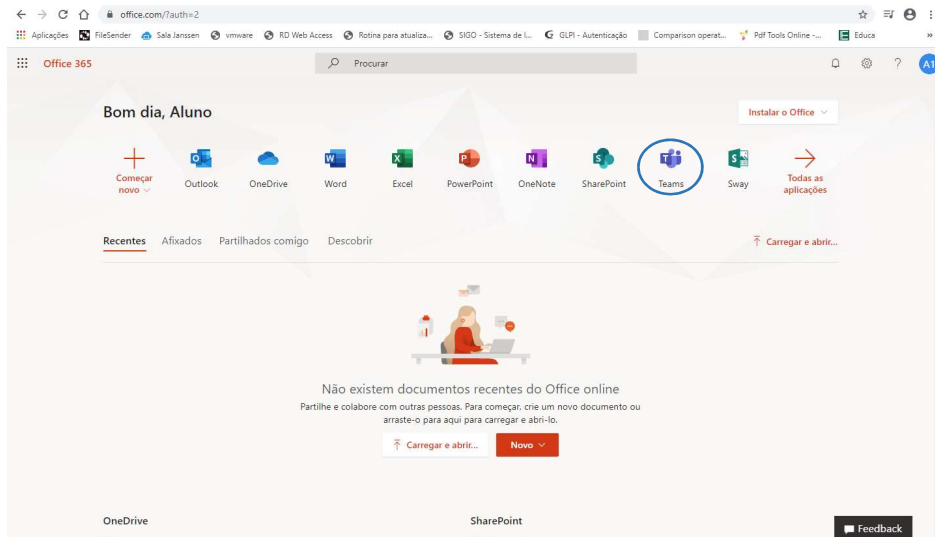 office.com/?auth=2
Aplicações FileSender Sala Janssen vmware RD Web Access Rotina para atualiza... SIGO - Sistema de I... GLPI - Autenticação Comparison operat... Pdf Tools Online -... Educa »
Office 365 Procurar ? A1
Bom dia, Aluno Instalar o Office
Começar novo Outlook OneDrive Word Excel PowerPoint OneNote SharePoint Teams Sway Todas as aplicações
Recentes Afixados Partilhados comigo Descobrir Carregar e abrir...
Não existem documentos recentes do Office online
Partilhe e colabore com outras pessoas. Para começar, crie um novo documento ou
arraste-o para aqui para carregar e abri-lo.
Carregar e abrir... Novo
OneDrive SharePoint
Feedback